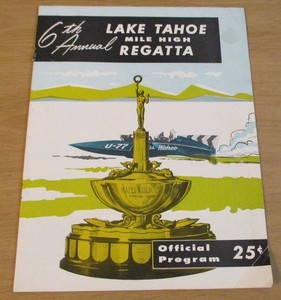 6th
Annual
LAKE TAHOE
MILE HIGH
REGATTA
U-77
Official
Program
25¢